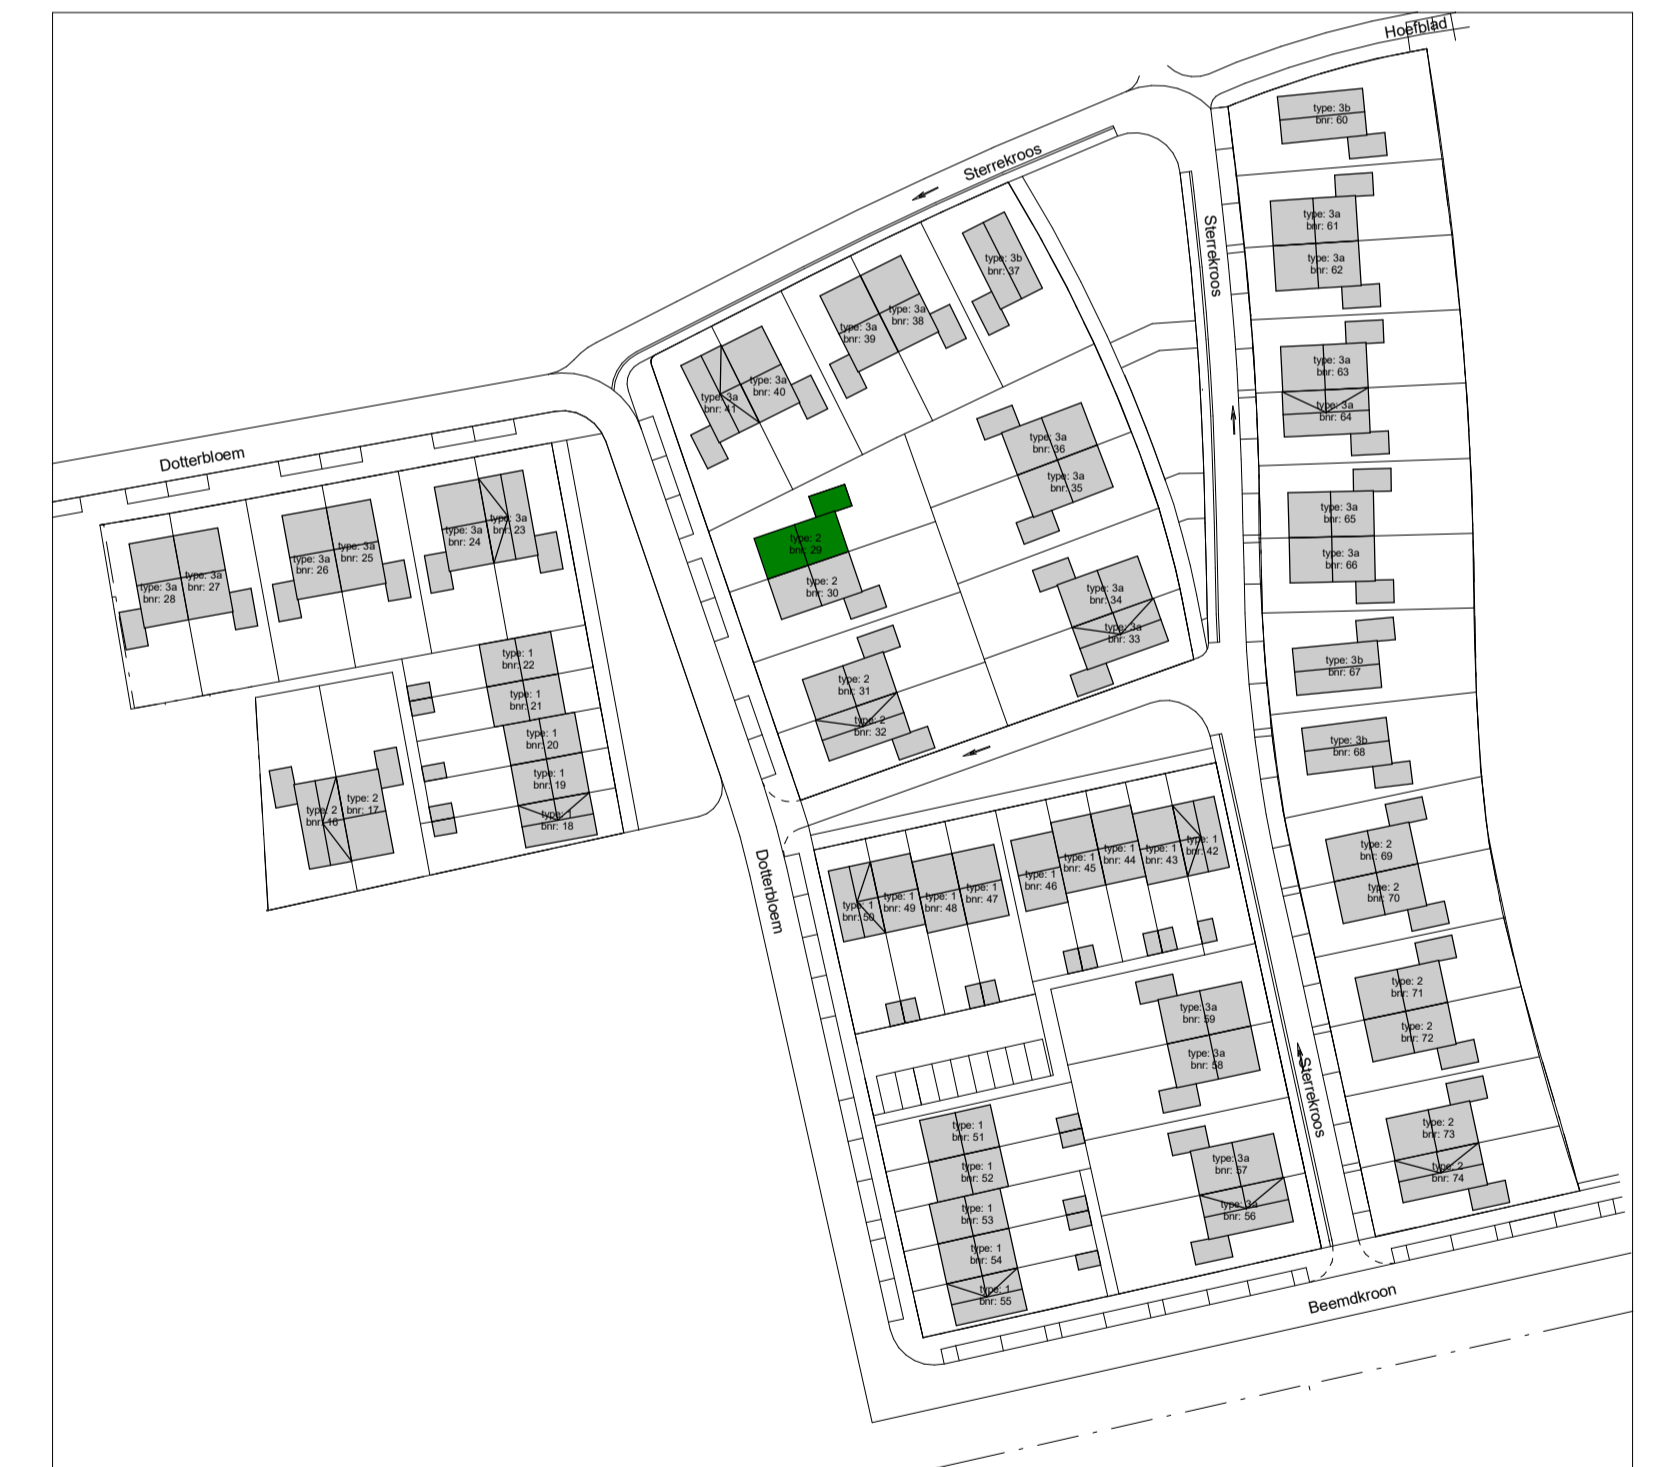 Hoefblad
type: 3b
bnr: 60
Sterrekroos
type: 3a
bnr: 61
type: 3a
bnr: 62
Sterrekroos
type: 3b
bnr: 37
type: 3a
bnr: 38
type: 3a
bnr: 39
type: 3a
bnr: 40
type: 3a
bnr: 41
type: 3a
bnr: 63
type: 3a
bnr: 64
Dotterbloem
type: 3a
bnr: 36
type: 3a
bnr: 35
type: 3a
bnr: 23
type: 3a
bnr: 24
type: 3a
bnr: 25
type: 3a
bnr: 26
type: 3a
bnr: 27
type: 3a
bnr: 28
type: 2
bnr: 29
type: 2
bnr: 30
type: 3a
bnr: 65
type: 3a
bnr: 66
type: 3a
bnr: 34
type: 3a
bnr: 33
type: 1
bnr: 22
type: 1
bnr: 21
type: 1
bnr: 20
type: 1
bnr: 19
type: 1
bnr: 18
type: 2
bnr: 31
type: 2
bnr: 32
type: 3b
bnr: 67
type: 3b
bnr: 68
type: 2
bnr: 17
type: 2
bnr: 16
Dotterbloem
type: 1
bnr: 42
type: 1
bnr: 43
type: 1
bnr: 44
type: 1
bnr: 45
type: 1
bnr: 46
type: 1
bnr: 47
type: 1
bnr: 48
type: 1
bnr: 49
type: 1
bnr: 50
type: 2
bnr: 69
type: 2
bnr: 70
type: 2
bnr: 71
type: 2
bnr: 72
type: 3a
bnr: 59
type: 3a
bnr: 58
Sterrekroos
type: 1
bnr: 51
type: 1
bnr: 52
type: 1
bnr: 53
type: 1
bnr: 54
type: 1
bnr: 55
type: 3a
bnr: 57
type: 3a
bnr: 56
type: 2
bnr: 73
type: 2
bnr: 74
Beemdkroon